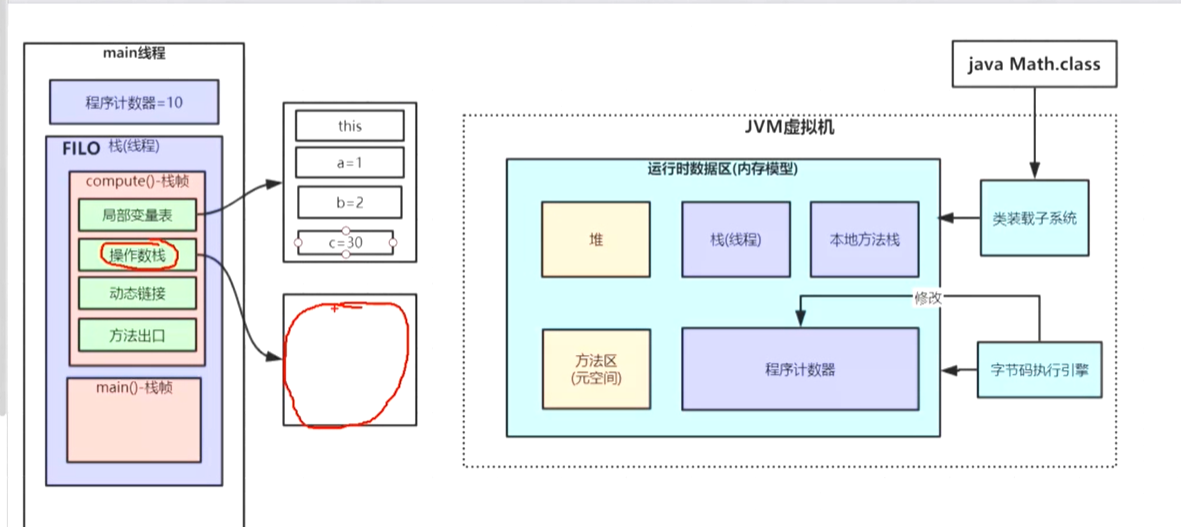 main线程
程序计数器=10
FILO 栈(线程)
compute()-栈帧
局部变量表
操作数栈
动态链接
方法出口
main()-栈帧
this
a=1
b=2
c=30
java Math.class
JVM虚拟机
运行时数据区(内存模型)
堆
栈(线程)
本地方法栈
类装载子系统
修改
方法区
(元空间)
程序计数器
字节码执行引擎